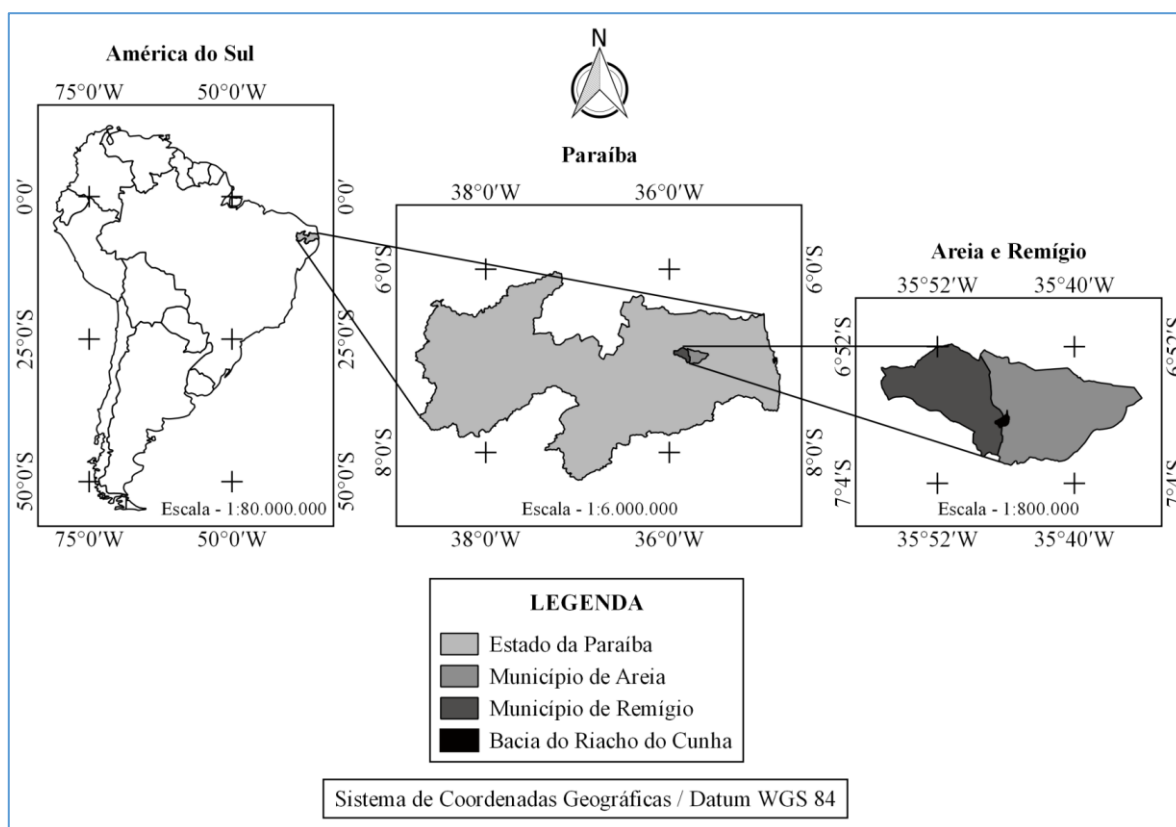 América do Sul
75°0'W 50°0'W
0°0' 0°0'
25°0'S 25°0'S
50°0'S 50°0'S
Escala - 1:80.000.000
75°0'W 50°0'W
N
Paraíba
38°0'W 36°0'W
6°0'S 6°0'S
8°0'S 8°0'S
Escala - 1:6.000.000
38°0'W 36°0'W
Areia e Remígio
35°52'W 35°40'W
6°52'S 6°52'S
7°4'S 7°4'S
Escala - 1:800.000
35°52'W 35°40'W
LEGENDA
Estado da Paraíba
Município de Areia
Município de Remígio
Bacia do Riacho do Cunha
Sistema de Coordenadas Geográficas / Datum WGS 84